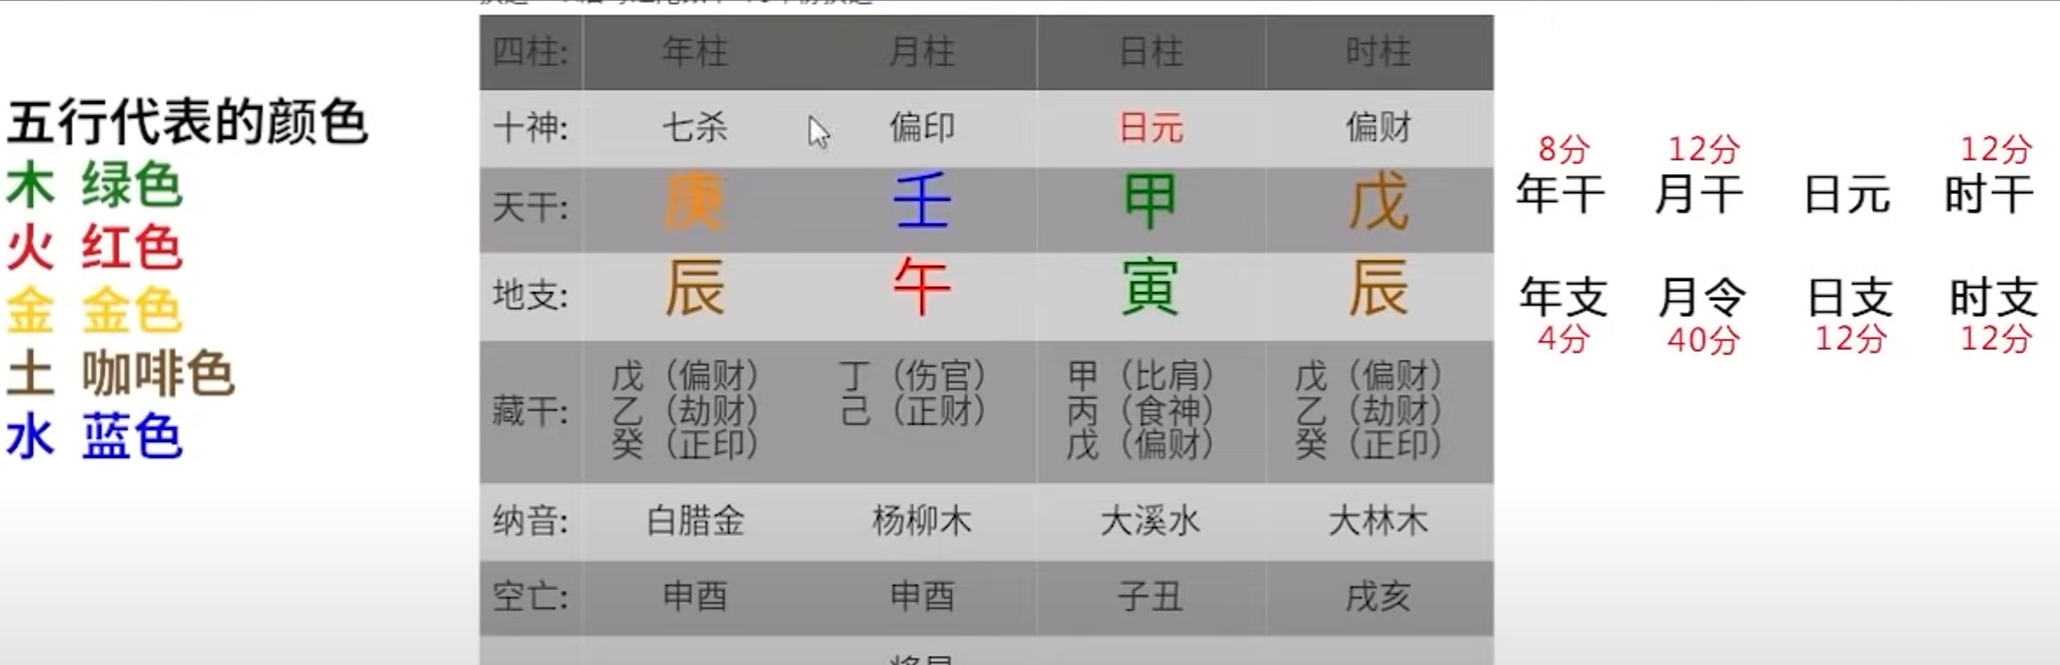 五行代表的颜色
木 绿色
火 红色
金 金色
土 咖啡色
水 蓝色
四柱: 年柱 月柱 日柱 时柱
十神: 七杀 偏印 日元 偏财
天干: 庚 壬 甲 戊
地支: 辰 午 寅 辰
藏干:
戊（偏财） 丁（伤官） 甲（比肩） 戊（偏财）
乙（劫财） 己（正财） 丙（食神） 乙（劫财）
癸（正印） 戊（偏财） 癸（正印）
纳音: 白腊金 杨柳木 大溪水 大林木
空亡: 申酉 申酉 子丑 戌亥
8分 12分 12分
年干 月干 日元 时干
年支 月令 日支 时支
4分 40分 12分 12分